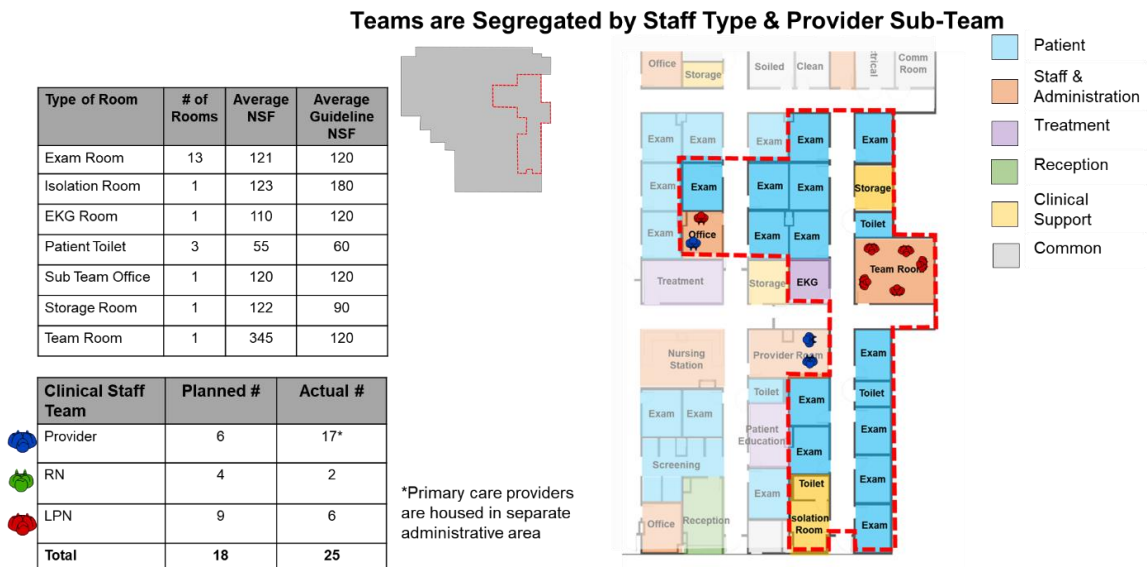 Teams are Segregated by Staff Type & Provider Sub-Team
Type of Room # of Rooms Average NSF Average Guideline NSF
Exam Room 13 121 120
Isolation Room 1 123 180
EKG Room 1 110 120
Patient Toilet 3 55 60
Sub Team Office 1 120 120
Storage Room 1 122 90
Team Room 1 345 120
Clinical Staff Team Planned # Actual #
Provider 6 17*
RN 4 2
LPN 9 6
Total 18 25
*Primary care providers
are housed in separate
administrative area
Office
Storage
Soiled
Clean
Comm
Room
Exam
Exam
Exam
Exam
Exam
Exam
Exam
Exam
Exam
Storage
Exam
Office
Exam
Exam
Toilet
Team Room
Treatment
Storage
EKG
Nursing
Station
Provider Room
Exam
Toilet
Exam
Toilet
Exam
Exam
Patient
Education
Exam
Exam
Screening
Exam
Toilet
Exam
Office
Reception
Isolation
Room
Exam
Patient
Staff &
Administration
Treatment
Reception
Clinical
Support
Common